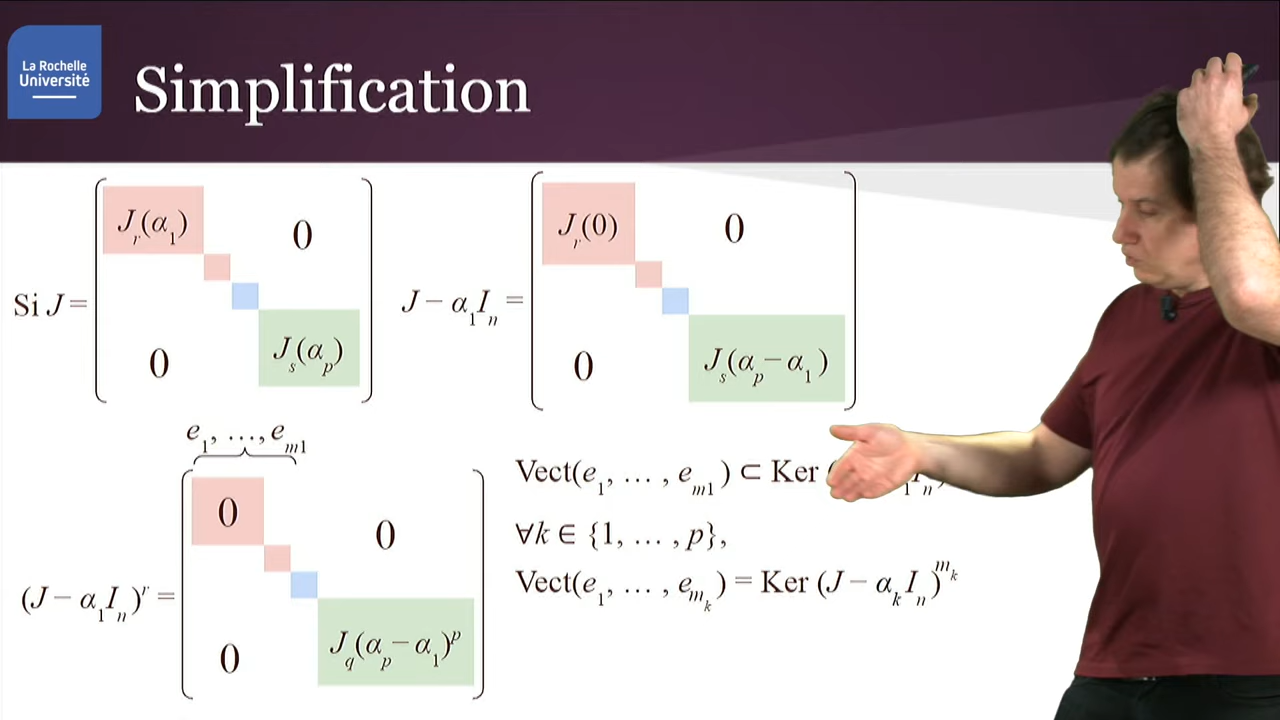 La Rochelle
Université
Simplification
Si J =
J_r(α_1)
0
0
J_s(α_p)
J − α_1 I_n =
J_r(0)
0
0
J_s(α_p − α_1)
e_1, …, e_m1
(J − α_1 I_n)^r =
0
0
0
J_q(α_p − α_1)^p
Vect(e_1, … , e_m1) ⊂ Ker
∀k ∈ {1, … , p},
Vect(e_1, … , e_{m_k}) = Ker (J − α_k I_n)^{m_k}